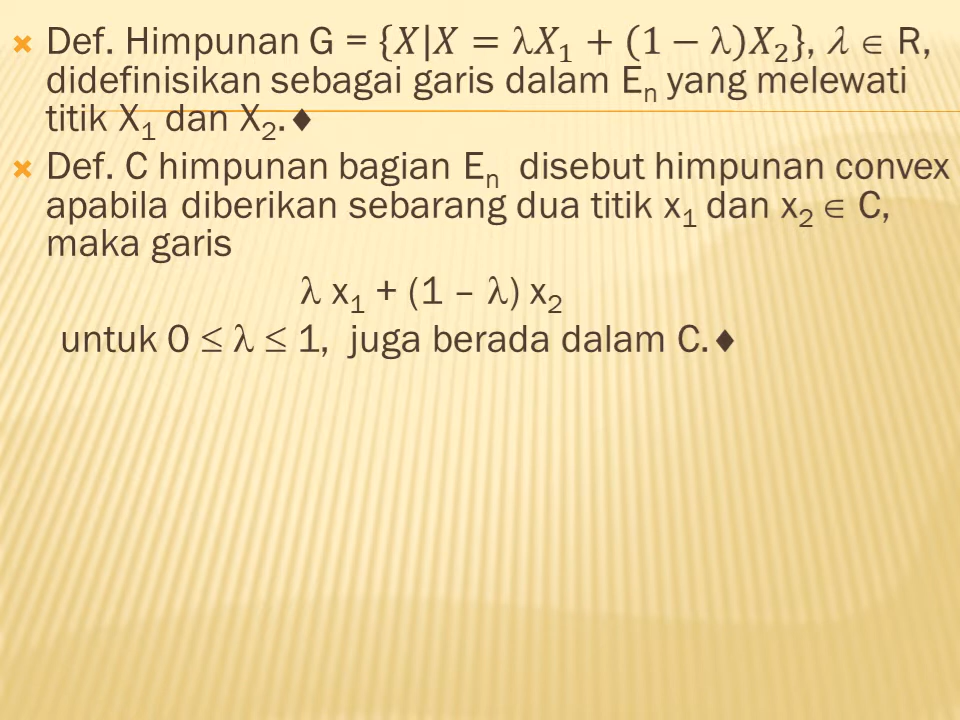 Def. Himpunan G = {𝑋|𝑋 = λ𝑋₁ + (1 − λ)𝑋₂}, 𝜆 ∈ R,
didefinisikan sebagai garis dalam Eₙ yang melewati
titik X₁ dan X₂.♦
Def. C himpunan bagian Eₙ disebut himpunan convex
apabila diberikan sebarang dua titik x₁ dan x₂ ∈ C,
maka garis
λ x₁ + (1 – λ) x₂
untuk 0 ≤ λ ≤ 1, juga berada dalam C.♦